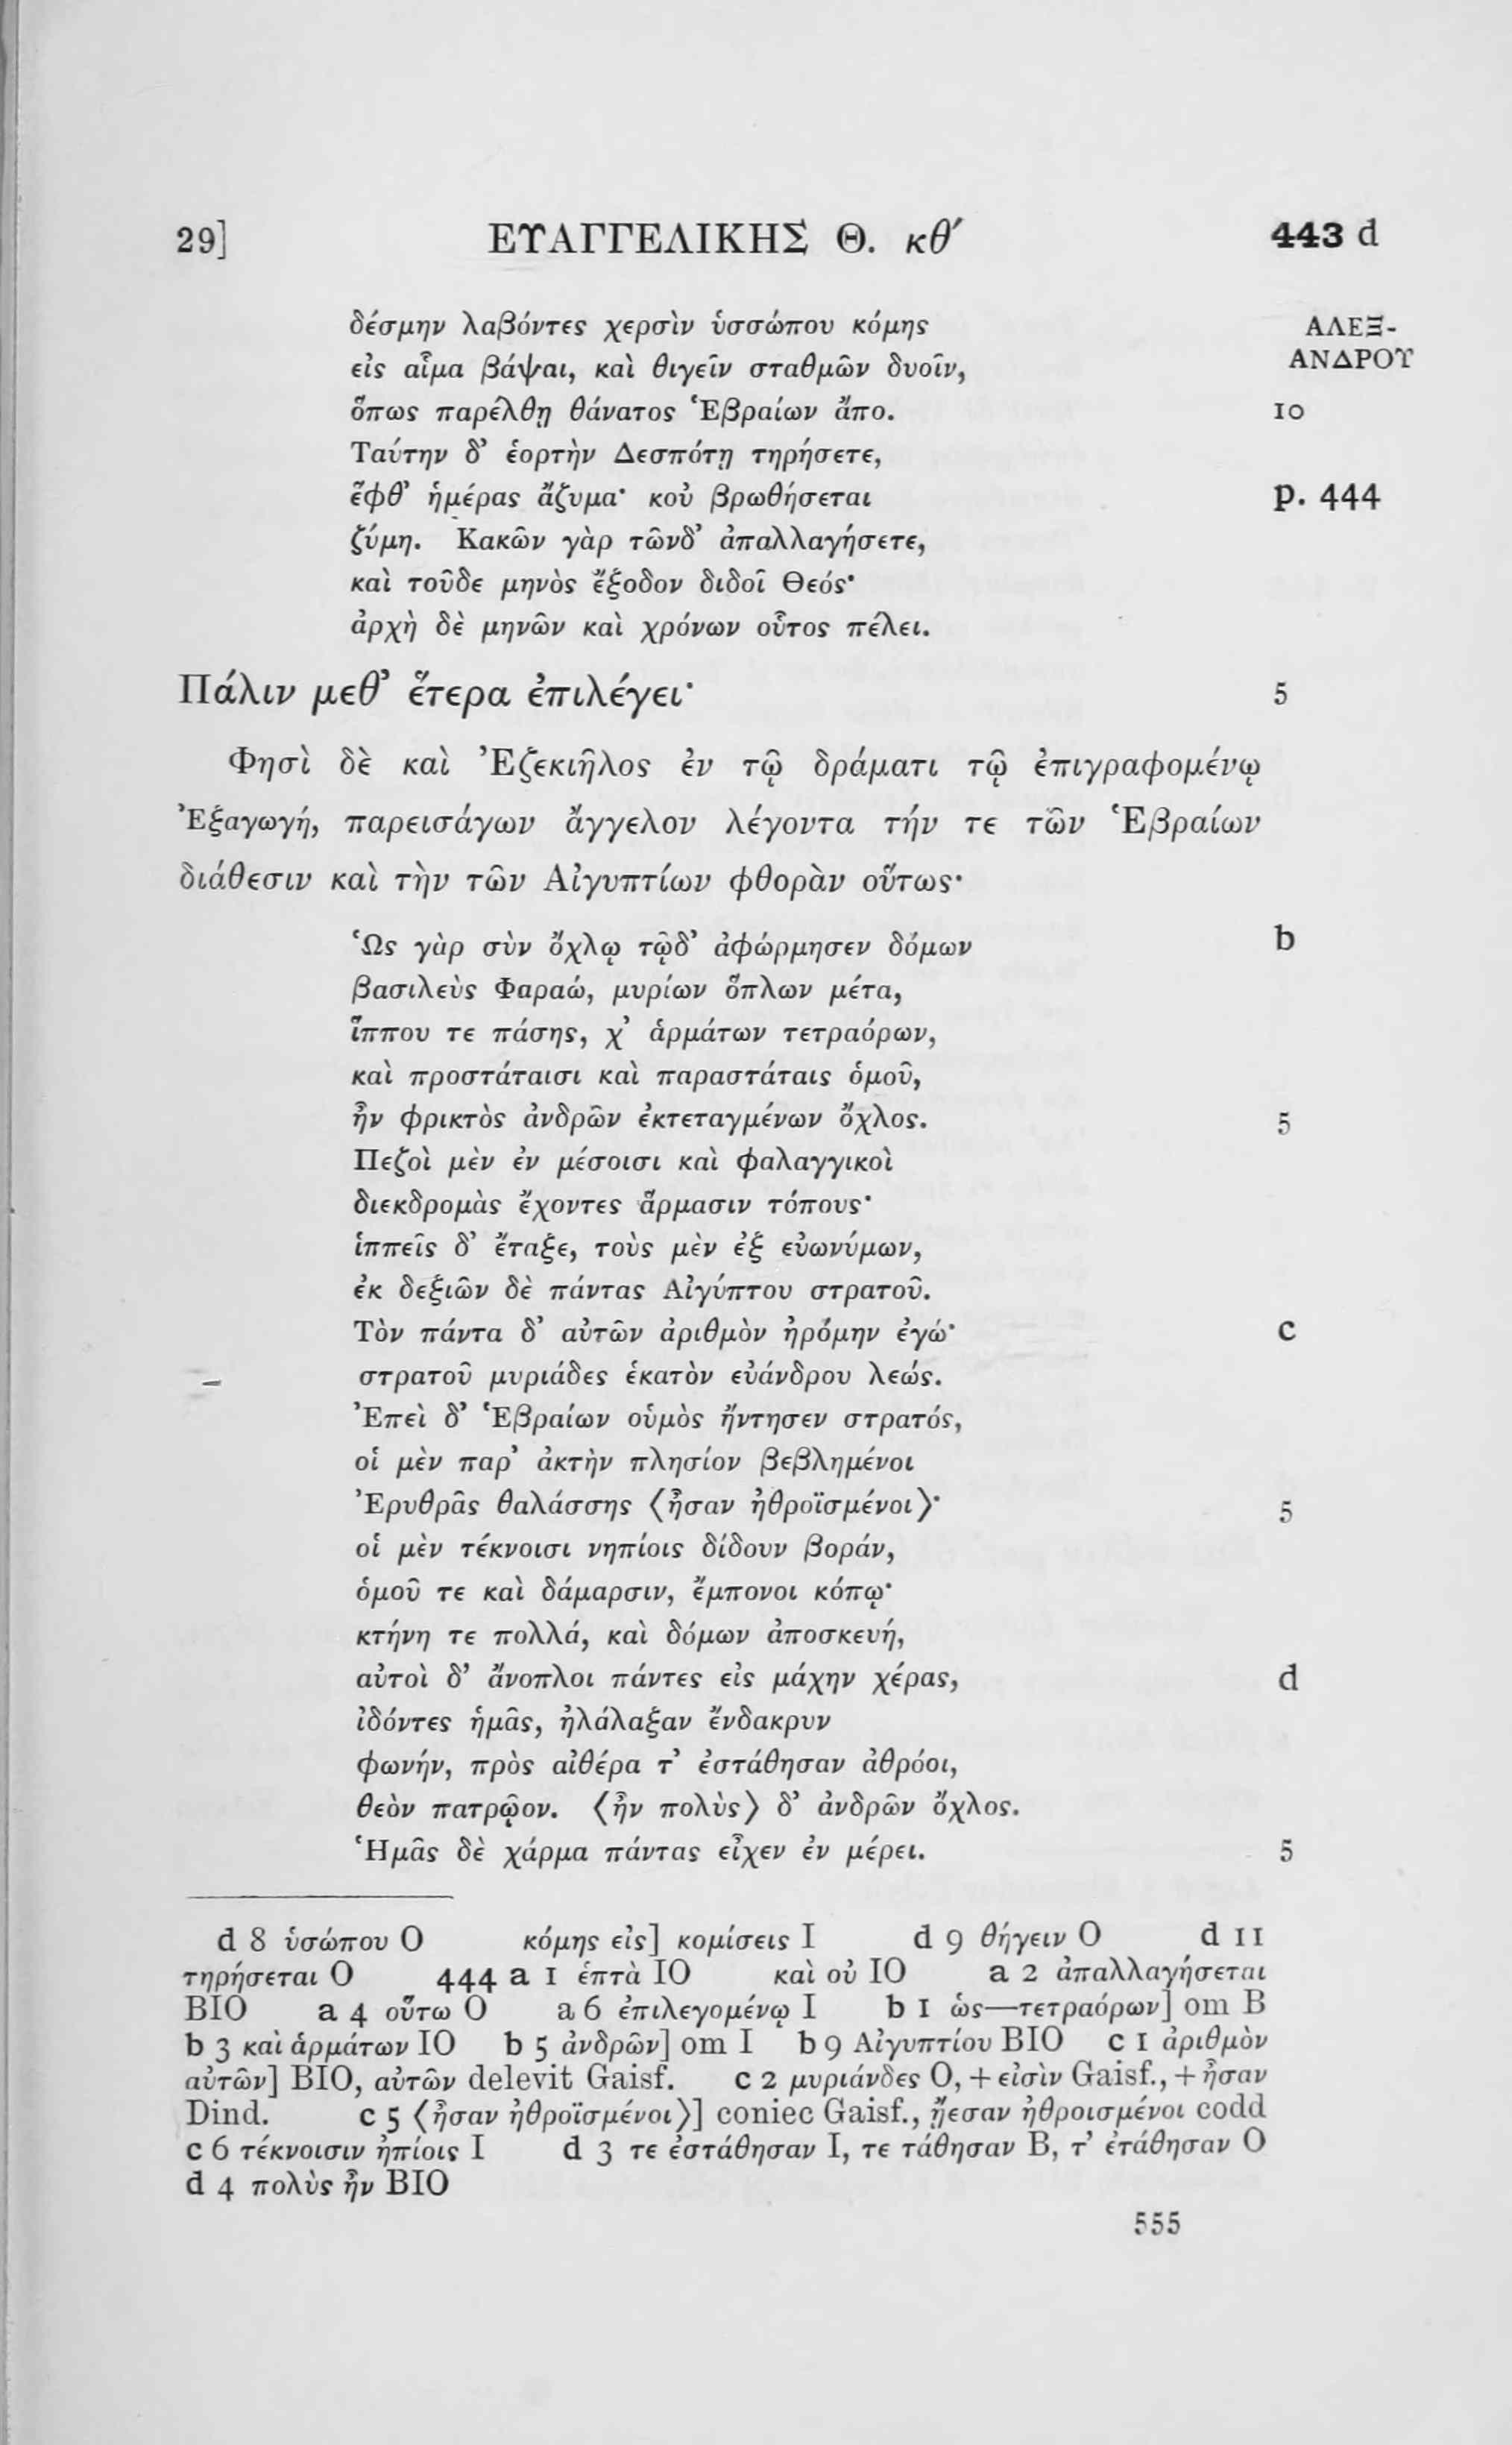 29] ΕΥΑΓΓΕΛΙΚΗΣ Θ. κθʹ 443 d
δέσμην λαβόντες χερσὶν ὑσσώπου κόμης ΑΛΕΞ-
εἰς αἷμα βάψαι, καὶ θιγεῖν σταθμῶν δυοῖν, ΑΝΔΡΟΥ
ὅπως παρέλθῃ θάνατος Ἑβραίων ἄπο. 10
Ταύτην δ’ ἑορτὴν Δεσπότῃ τηρήσετε,
ἕφθ’ ἡμέρας ἄζυμα· κοὐ βρωθήσεται p. 444
ζύμη. Κακῶν γὰρ τῶνδ’ ἀπαλλαγήσετε,
καὶ τοῦδε μηνὸς ἔξοδον διδοῖ Θεός·
ἀρχὴ δὲ μηνῶν καὶ χρόνων οὗτος πέλει.
Πάλιν μεθ’ ἕτερα ἐπιλέγει· 5
Φησὶ δὲ καὶ Ἐζεκιῆλος ἐν τῷ δράματι τῷ ἐπιγραφομένῳ
Ἐξαγωγή, παρεισάγων ἄγγελον λέγοντα τήν τε τῶν Ἑβραίων
διάθεσιν καὶ τὴν τῶν Αἰγυπτίων φθορὰν οὕτως·
Ὡς γὰρ σὺν ὄχλῳ τῷδ’ ἀφώρμησεν δόμων b
βασιλεὺς Φαραώ, μυρίων ὅπλων μέτα,
ἵππου τε πάσης, χ’ ἁρμάτων τετραόρων,
καὶ προστάταισι καὶ παραστάταις ὁμοῦ,
ἦν φρικτὸς ἀνδρῶν ἐκτεταγμένων ὄχλος. 5
Πεζοὶ μὲν ἐν μέσοισι καὶ φαλαγγικοὶ
διεκδρομὰς ἔχοντες ἅρμασιν τόπους·
ἱππεῖς δ’ ἔταξε, τοὺς μὲν ἐξ εὐωνύμων,
ἐκ δεξιῶν δὲ πάντας Αἰγύπτου στρατοῦ.
Τὸν πάντα δ’ αὐτῶν ἀριθμὸν ἠρόμην ἐγώ· c
στρατοῦ μυριάδες ἑκατὸν εὐάνδρου λεώς.
Ἐπεὶ δ’ Ἑβραίων οὑμὸς ἤντησεν στρατός,
οἱ μὲν παρ’ ἀκτὴν πλησίον βεβλημένοι
Ἐρυθρᾶς θαλάσσης ⟨ἦσαν ἠθροϊσμένοι⟩· 5
οἱ μὲν τέκνοισι νηπίοις δίδουν βοράν,
ὁμοῦ τε καὶ δάμαρσιν, ἔμπονοι κόπῳ·
κτήνη τε πολλά, καὶ δόμων ἀποσκευή,
αὐτοὶ δ’ ἄνοπλοι πάντες εἰς μάχην χέρας, d
ἰδόντες ἡμᾶς, ἠλάλαξαν ἔνδακρυν
φωνήν, πρὸς αἰθέρα τ’ ἐστάθησαν ἀθρόοι,
θεὸν πατρῷον. ⟨ἦν πολὺς⟩ δ’ ἀνδρῶν ὄχλος.
Ἡμᾶς δὲ χάρμα πάντας εἶχεν ἐν μέρει. 5
d 8 ὑσώπου O κόμης εἰς] κομίσεις I d 9 θήγειν O d 11
τηρήσεται O 444 a 1 ἑπτὰ IO καὶ οὐ IO a 2 ἀπαλλαγήσεται
BIO a 4 οὕτω O a 6 ἐπιλεγομένῳ I b 1 ὡς—τετραόρων] om B
b 3 καὶ ἁρμάτων IO b 5 ἀνδρῶν] om I b 9 Αἰγυπτίου BIO c 1 ἀριθμὸν
αὐτῶν] BIO, αὐτῶν delevit Gaisf. c 2 μυριάνδες O, + εἰσὶν Gaisf., + ἦσαν
Dind. c 5 ⟨ἦσαν ἠθροϊσμένοι⟩] coniec Gaisf., ᾔεσαν ἠθροισμένοι codd
c 6 τέκνοισιν ἠπίοις I d 3 τε ἐστάθησαν I, τε τάθησαν B, τ’ ἐτάθησαν O
d 4 πολὺς ἦν BIO
555